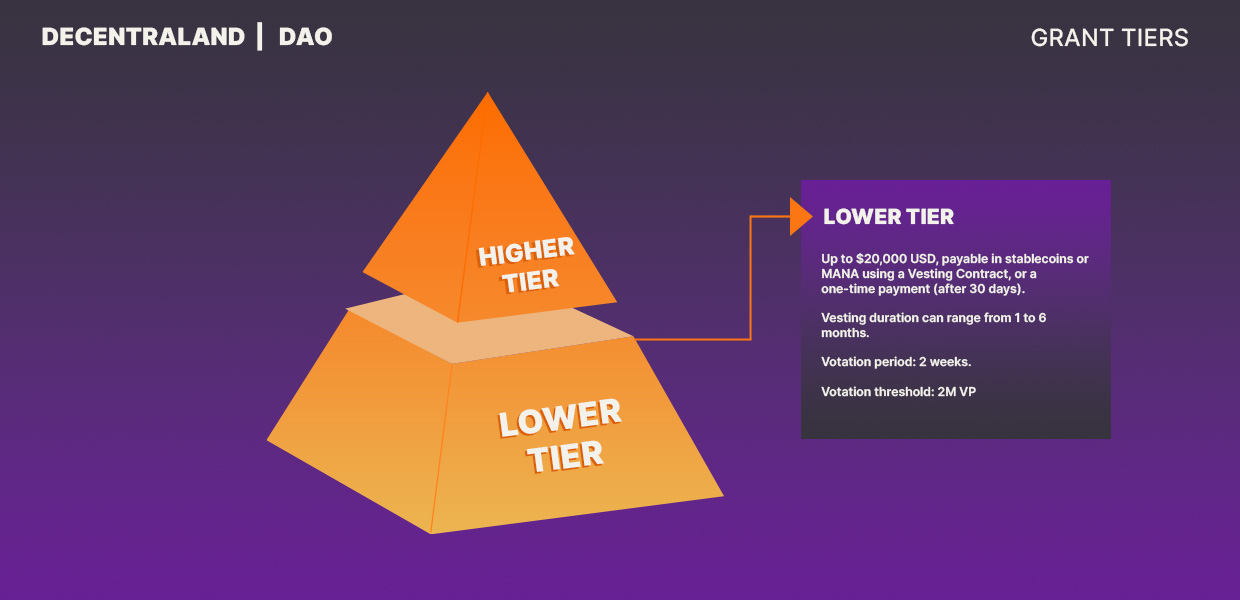 DECENTRALAND | DAO
GRANT TIERS
HIGHER
TIER
LOWER
TIER
LOWER TIER
Up to $20,000 USD, payable in stablecoins or
MANA using a Vesting Contract, or a
one-time payment (after 30 days).
Vesting duration can range from 1 to 6
months.
Votation period: 2 weeks.
Votation threshold: 2M VP